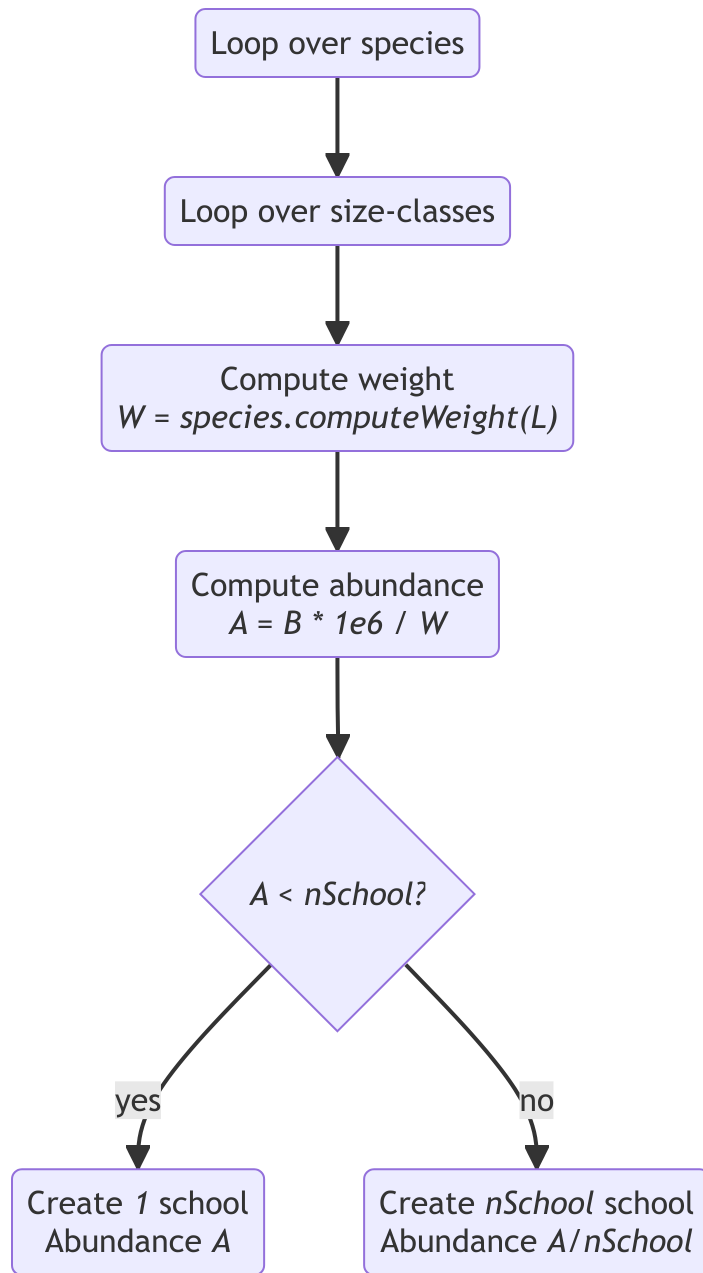 Loop over species
Loop over size-classes
Compute weight
W = species.computeWeight(L)
Compute abundance
A = B * 1e6 / W
A < nSchool?
yes
no
Create 1 school
Abundance A
Create nSchool school
Abundance A/nSchool